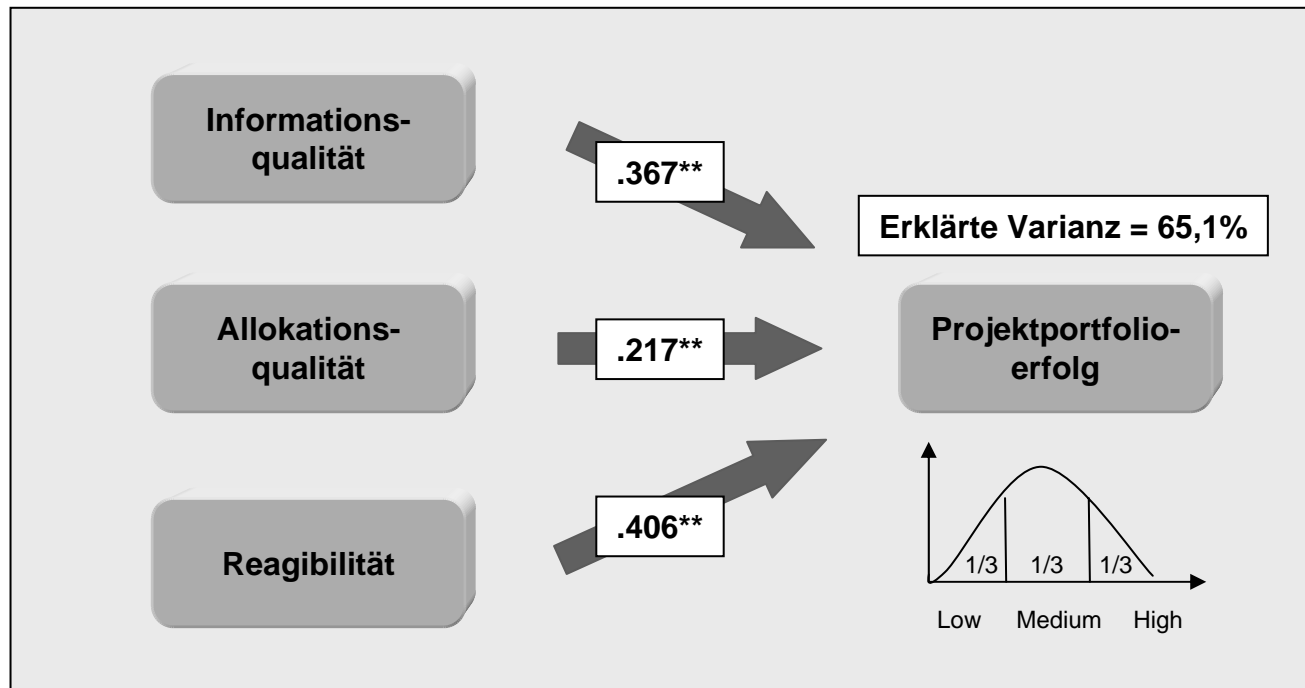 Informations-
qualität
.367**
Erklärte Varianz = 65,1%
Allokations-
qualität
.217**
Projektportfolio-
erfolg
Reagibilität
.406**
1/3 1/3 1/3
Low Medium High